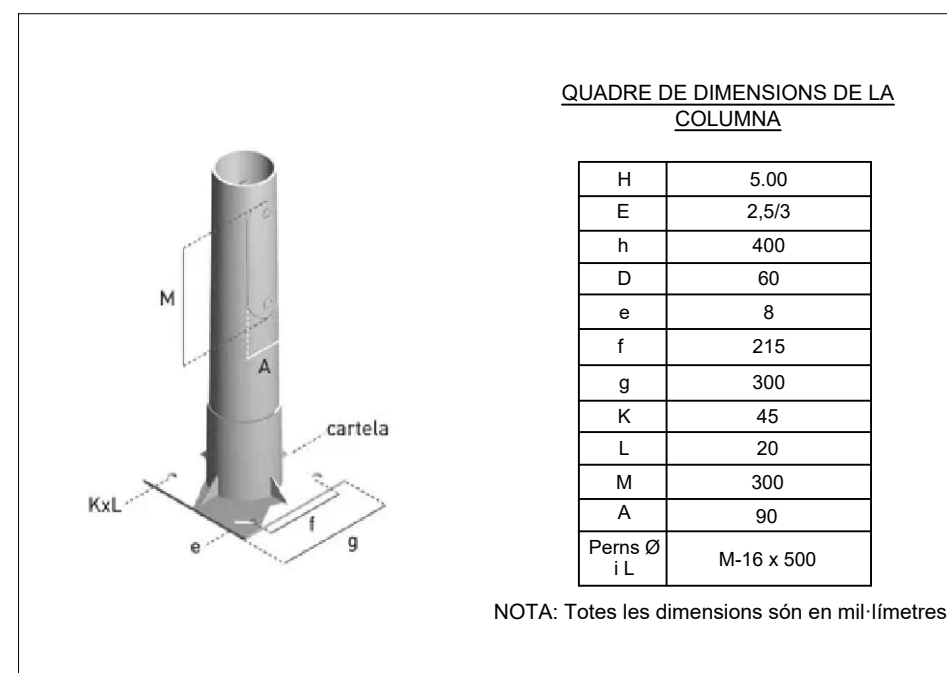 QUADRE DE DIMENSIONS DE LA
COLUMNA
H 5.00
E 2,5/3
h 400
D 60
e 8
f 215
g 300
K 45
L 20
M 300
A 90
Perns Ø
i L M-16 x 500
NOTA: Totes les dimensions són en mil·límetres
M
A
cartela
KxL
e
f
g